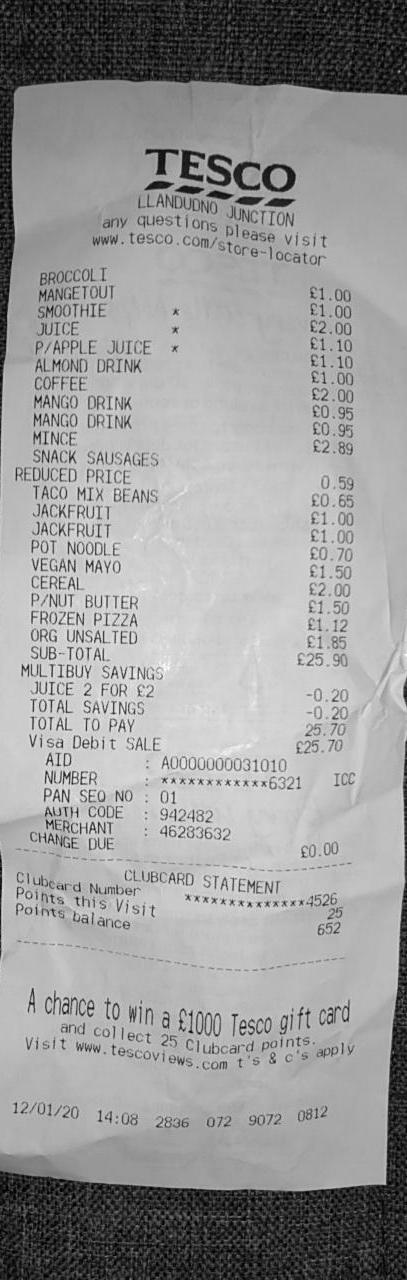 TESCO
LLANDUDNO JUNCTION
any questions please visit
www.tesco.com/store-locator
BROCCOLI £1.00
MANGETOUT £1.00
SMOOTHIE * £2.00
JUICE * £1.10
P/APPLE JUICE * £1.10
ALMOND DRINK £1.00
COFFEE £2.00
MANGO DRINK £0.95
MANGO DRINK £0.95
MINCE £2.89
SNACK SAUSAGES
REDUCED PRICE 0.59
TACO MIX BEANS £0.65
JACKFRUIT £1.00
JACKFRUIT £1.00
POT NOODLE £0.70
VEGAN MAYO £1.50
CEREAL £2.00
P/NUT BUTTER £1.50
FROZEN PIZZA £1.12
ORG UNSALTED £1.85
SUB-TOTAL £25.90
MULTIBUY SAVINGS
JUICE 2 FOR £2 -0.20
TOTAL SAVINGS -0.20
TOTAL TO PAY 25.70
Visa Debit SALE £25.70
AID : A0000000031010
NUMBER : ************6321 ICC
PAN SEQ NO : 01
AUTH CODE : 942482
MERCHANT : 46283632
CHANGE DUE £0.00
CLUBCARD STATEMENT
Clubcard Number **************4526
Points this Visit 25
Points balance 652
A chance to win a £1000 Tesco gift card
and collect 25 Clubcard points.
Visit www.tescoviews.com t's & c's apply
12/01/20 14:08 2836 072 9072 0812